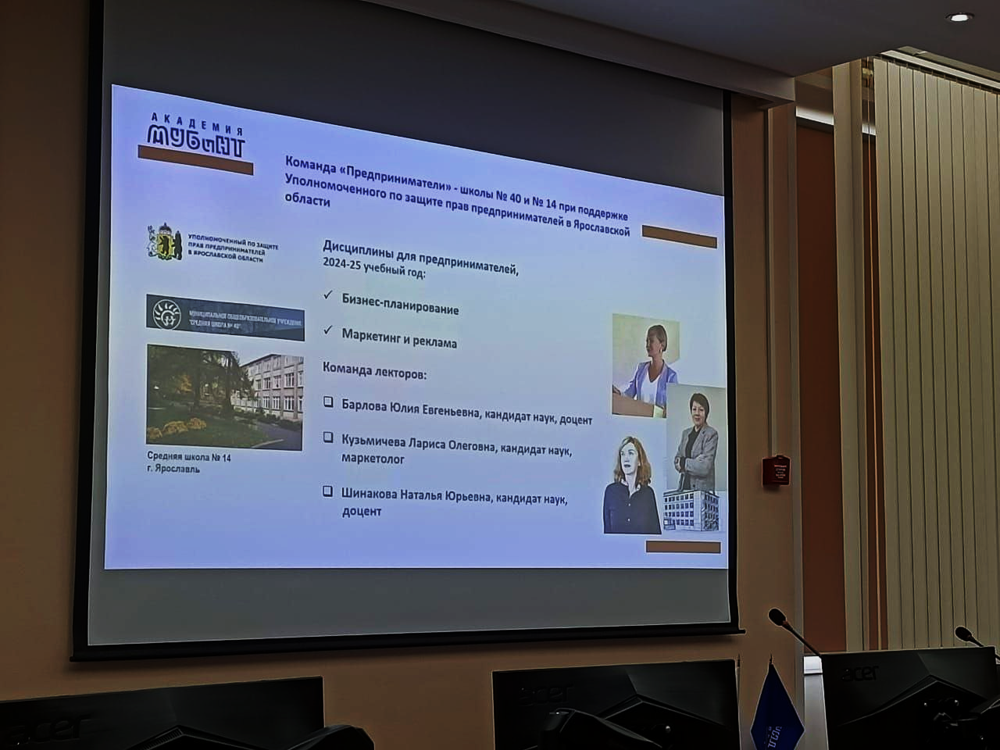 АКАДЕМИЯ
МУБиНТ
Команда «Предприниматели» - школы № 40 и № 14 при поддержке
Уполномоченного по защите прав предпринимателей в Ярославской
области
УПОЛНОМОЧЕННЫЙ ПО ЗАЩИТЕ
ПРАВ ПРЕДПРИНИМАТЕЛЕЙ
В ЯРОСЛАВСКОЙ ОБЛАСТИ
МУНИЦИПАЛЬНОЕ ОБЩЕОБРАЗОВАТЕЛЬНОЕ УЧРЕЖДЕНИЕ
"СРЕДНЯЯ ШКОЛА № 40"
Средняя школа № 14
г. Ярославль
Дисциплины для предпринимателей,
2024-25 учебный год:
✓ Бизнес-планирование
✓ Маркетинг и реклама
Команда лекторов:
❑ Барлова Юлия Евгеньевна, кандидат наук, доцент
❑ Кузьмичева Лариса Олеговна, кандидат наук,
маркетолог
❑ Шинакова Наталья Юрьевна, кандидат наук,
доцент
acer
acer
acer